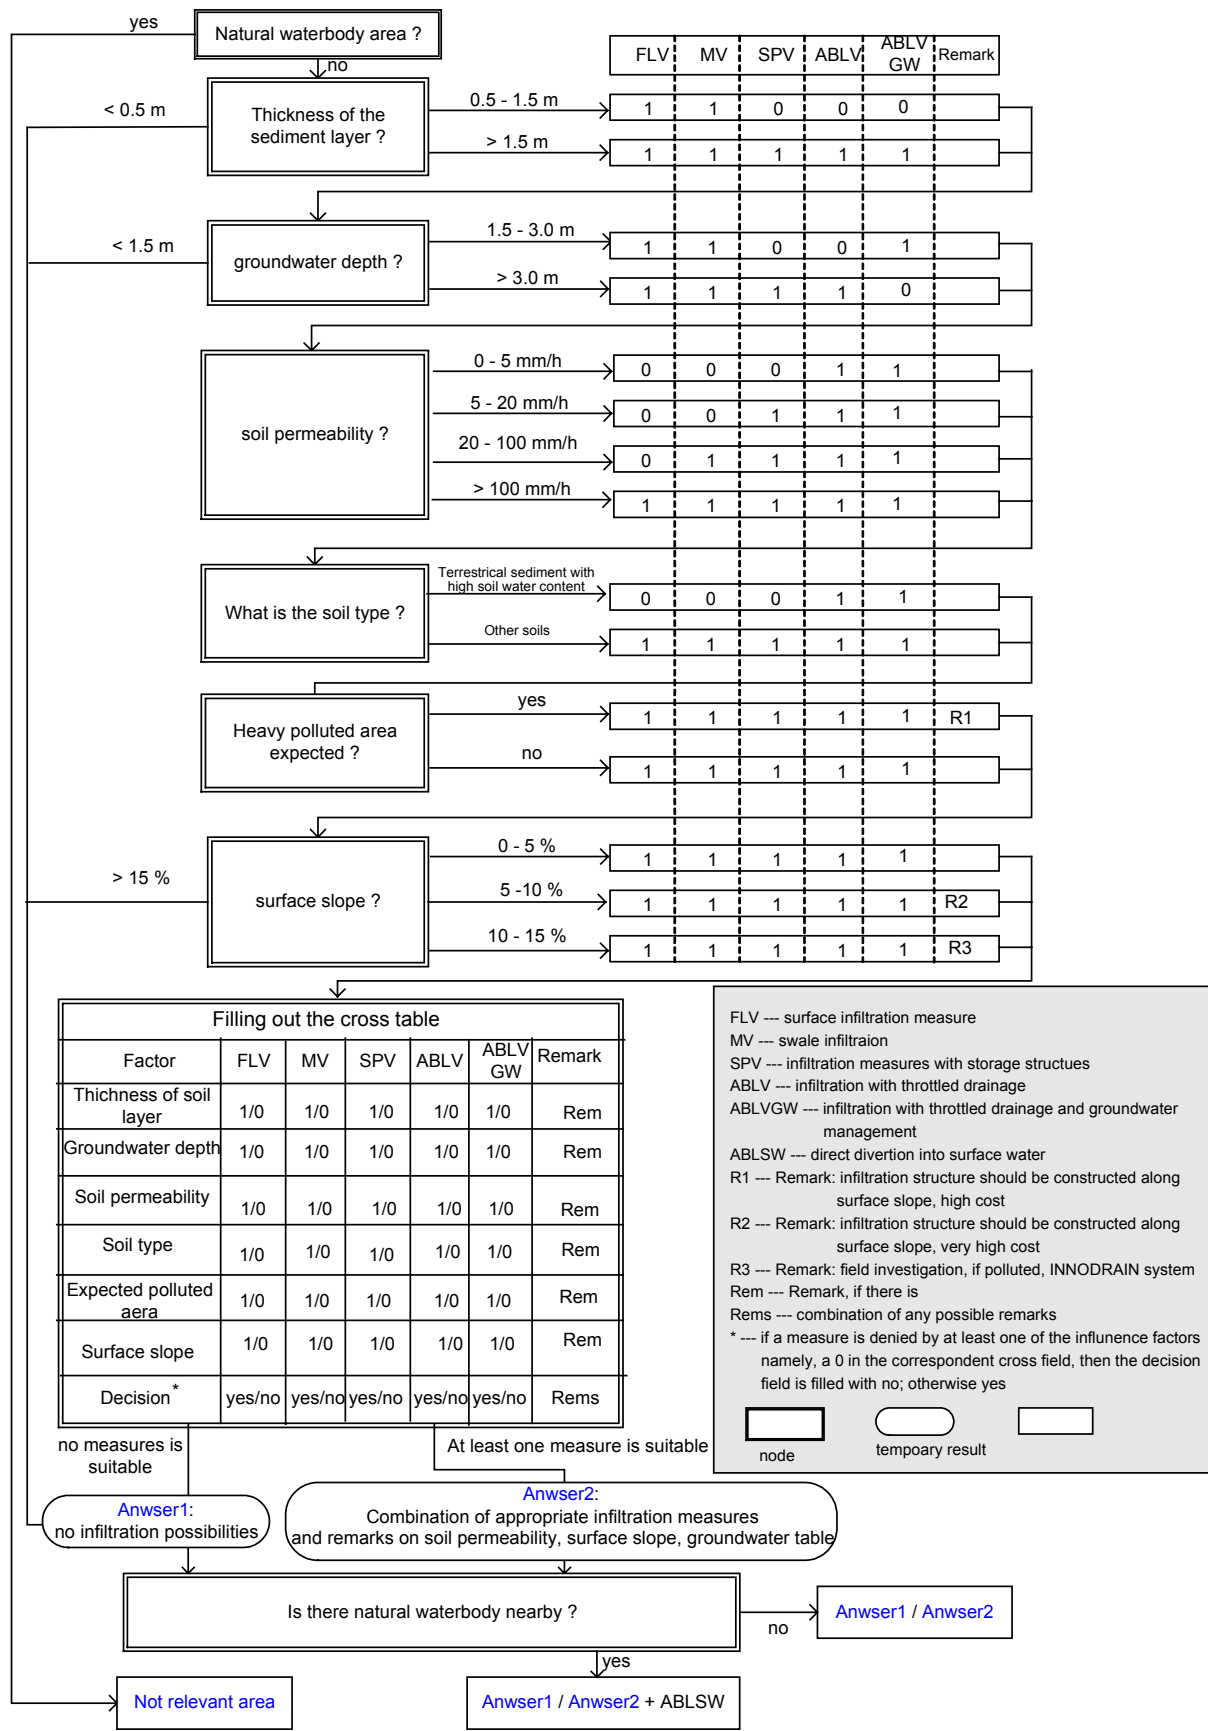 yes
Natural waterbody area ?
no
FLV MV SPV ABLV ABLV GW Remark
< 0.5 m
Thickness of the
sediment layer ?
0.5 - 1.5 m
1 1 0 0 0
> 1.5 m
1 1 1 1 1
< 1.5 m
groundwater depth ?
1.5 - 3.0 m
1 1 0 0 1
> 3.0 m
1 1 1 1 0
soil permeability ?
0 - 5 mm/h
0 0 0 1 1
5 - 20 mm/h
0 0 1 1 1
20 - 100 mm/h
0 1 1 1 1
> 100 mm/h
1 1 1 1 1
What is the soil type ?
Terrestrical sediment with
high soil water content
0 0 0 1 1
Other soils
1 1 1 1 1
Heavy polluted area
expected ?
yes
1 1 1 1 1 R1
no
1 1 1 1 1
> 15 %
surface slope ?
0 - 5 %
1 1 1 1 1
5 -10 %
1 1 1 1 1 R2
10 - 15 %
1 1 1 1 1 R3
Filling out the cross table
Factor FLV MV SPV ABLV ABLV GW Remark
Thichness of soil
layer
1/0 1/0 1/0 1/0 1/0 Rem
Groundwater depth 1/0 1/0 1/0 1/0 1/0 Rem
Soil permeability 1/0 1/0 1/0 1/0 1/0 Rem
Soil type 1/0 1/0 1/0 1/0 1/0 Rem
Expected polluted
aera
1/0 1/0 1/0 1/0 1/0 Rem
Surface slope 1/0 1/0 1/0 1/0 1/0 Rem
Decision* yes/no yes/no yes/no yes/no yes/no Rems
FLV --- surface infiltration measure
MV --- swale infiltraion
SPV --- infiltration measures with storage structues
ABLV --- infiltration with throttled drainage
ABLVGW --- infiltration with throttled drainage and groundwater
management
ABLSW --- direct divertion into surface water
R1 --- Remark: infiltration structure should be constructed along
surface slope, high cost
R2 --- Remark: infiltration structure should be constructed along
surface slope, very high cost
R3 --- Remark: field investigation, if polluted, INNODRAIN system
Rem --- Remark, if there is
Rems --- combination of any possible remarks
* --- if a measure is denied by at least one of the influnence factors
namely, a 0 in the correspondent cross field, then the decision
field is filled with no; otherwise yes
node
tempoary result
no measures is
suitable
At least one measure is suitable
Anwser1:
no infiltration possibilities
Anwser2:
Combination of appropriate infiltration measures
and remarks on soil permeability, surface slope, groundwater table
Is there natural waterbody nearby ?
no
Anwser1 / Anwser2
yes
Not relevant area
Anwser1 / Anwser2 + ABLSW